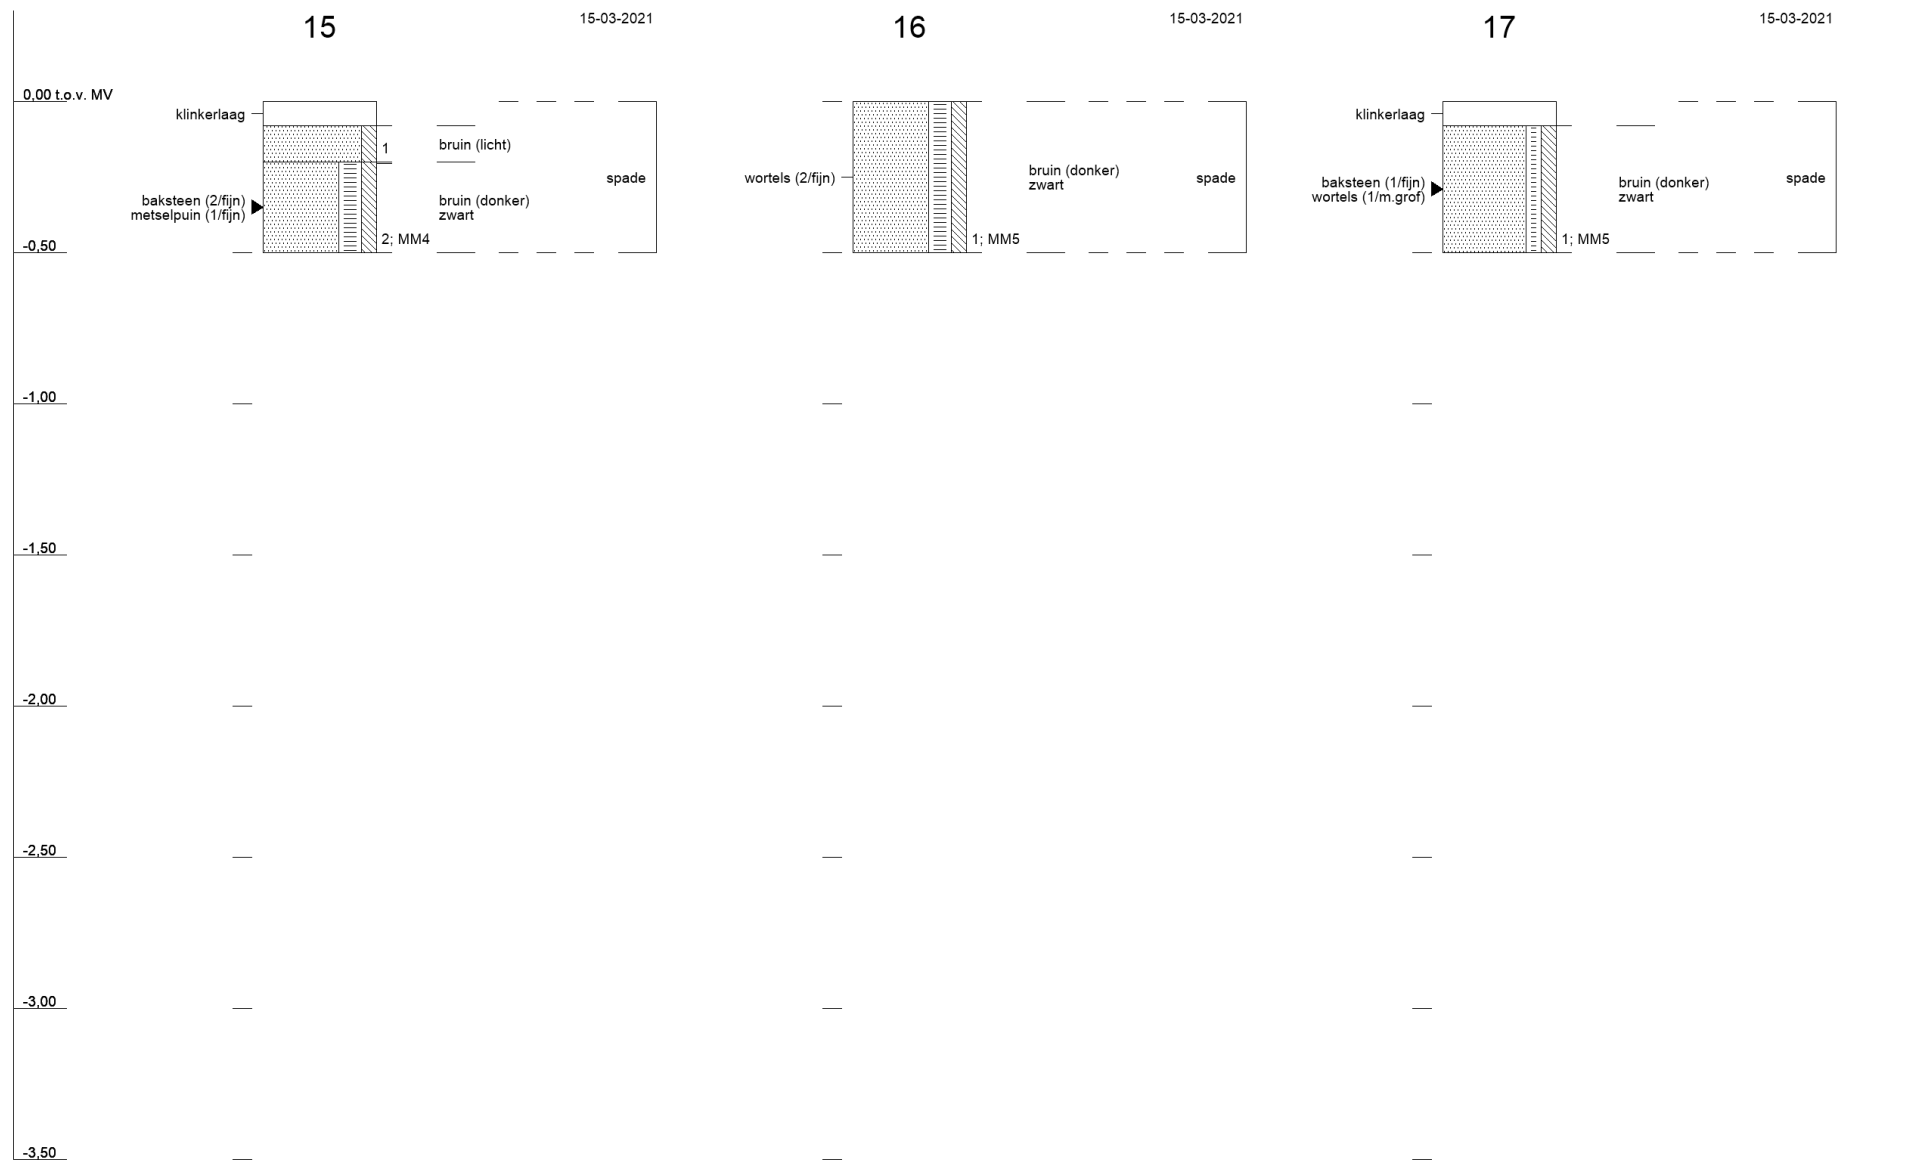 15
15-03-2021
16
15-03-2021
17
15-03-2021
0,00 t.o.v. MV
klinkerlaag
1
bruin (licht)
baksteen (2/fijn)
metselpuin (1/fijn)
bruin (donker)
zwart
2; MM4
spade
wortels (2/fijn)
bruin (donker)
zwart
1; MM5
spade
klinkerlaag
baksteen (1/fijn)
wortels (1/m.grof)
bruin (donker)
zwart
1; MM5
spade
-0,50
-1,00
-1,50
-2,00
-2,50
-3,00
-3,50